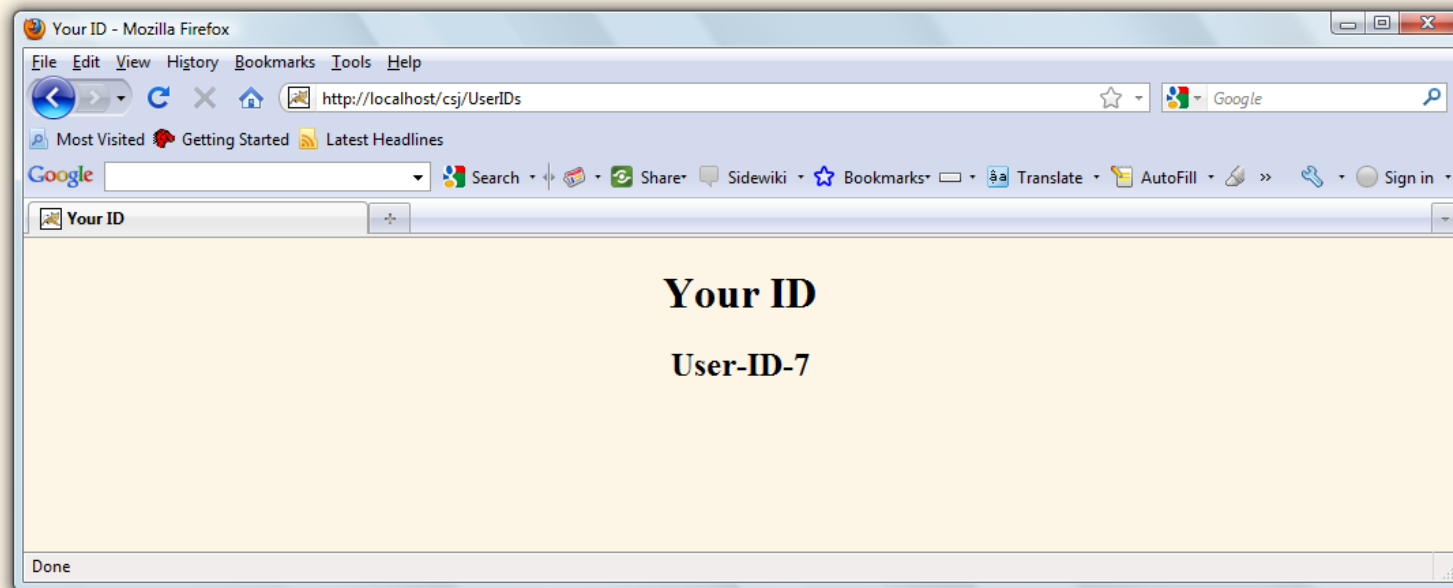 Your ID - Mozilla Firefox
File Edit View History Bookmarks Tools Help
http://localhost/csj/UserIDs Google
Most Visited Getting Started Latest Headlines
Google Search Share Sidewiki Bookmarks Translate AutoFill » Sign in
Your ID
Your ID
User-ID-7
Done